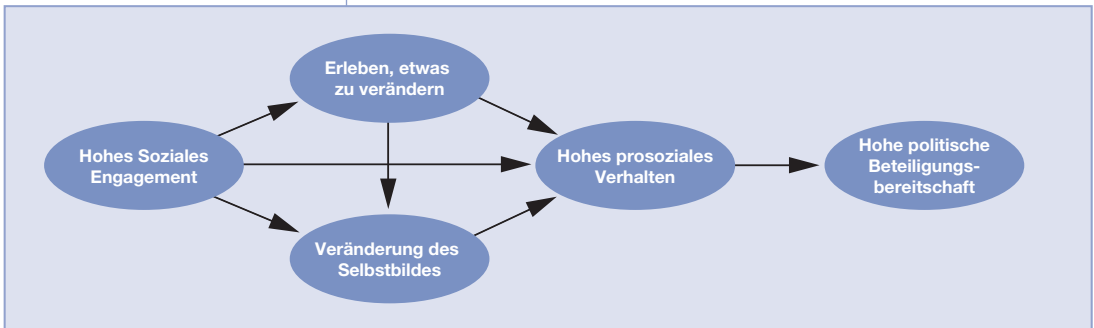 Erleben, etwas
zu verändern
Hohes Soziales
Engagement
Hohes prosoziales
Verhalten
Hohe politische
Beteiligungs-
bereitschaft
Veränderung des
Selbstbildes